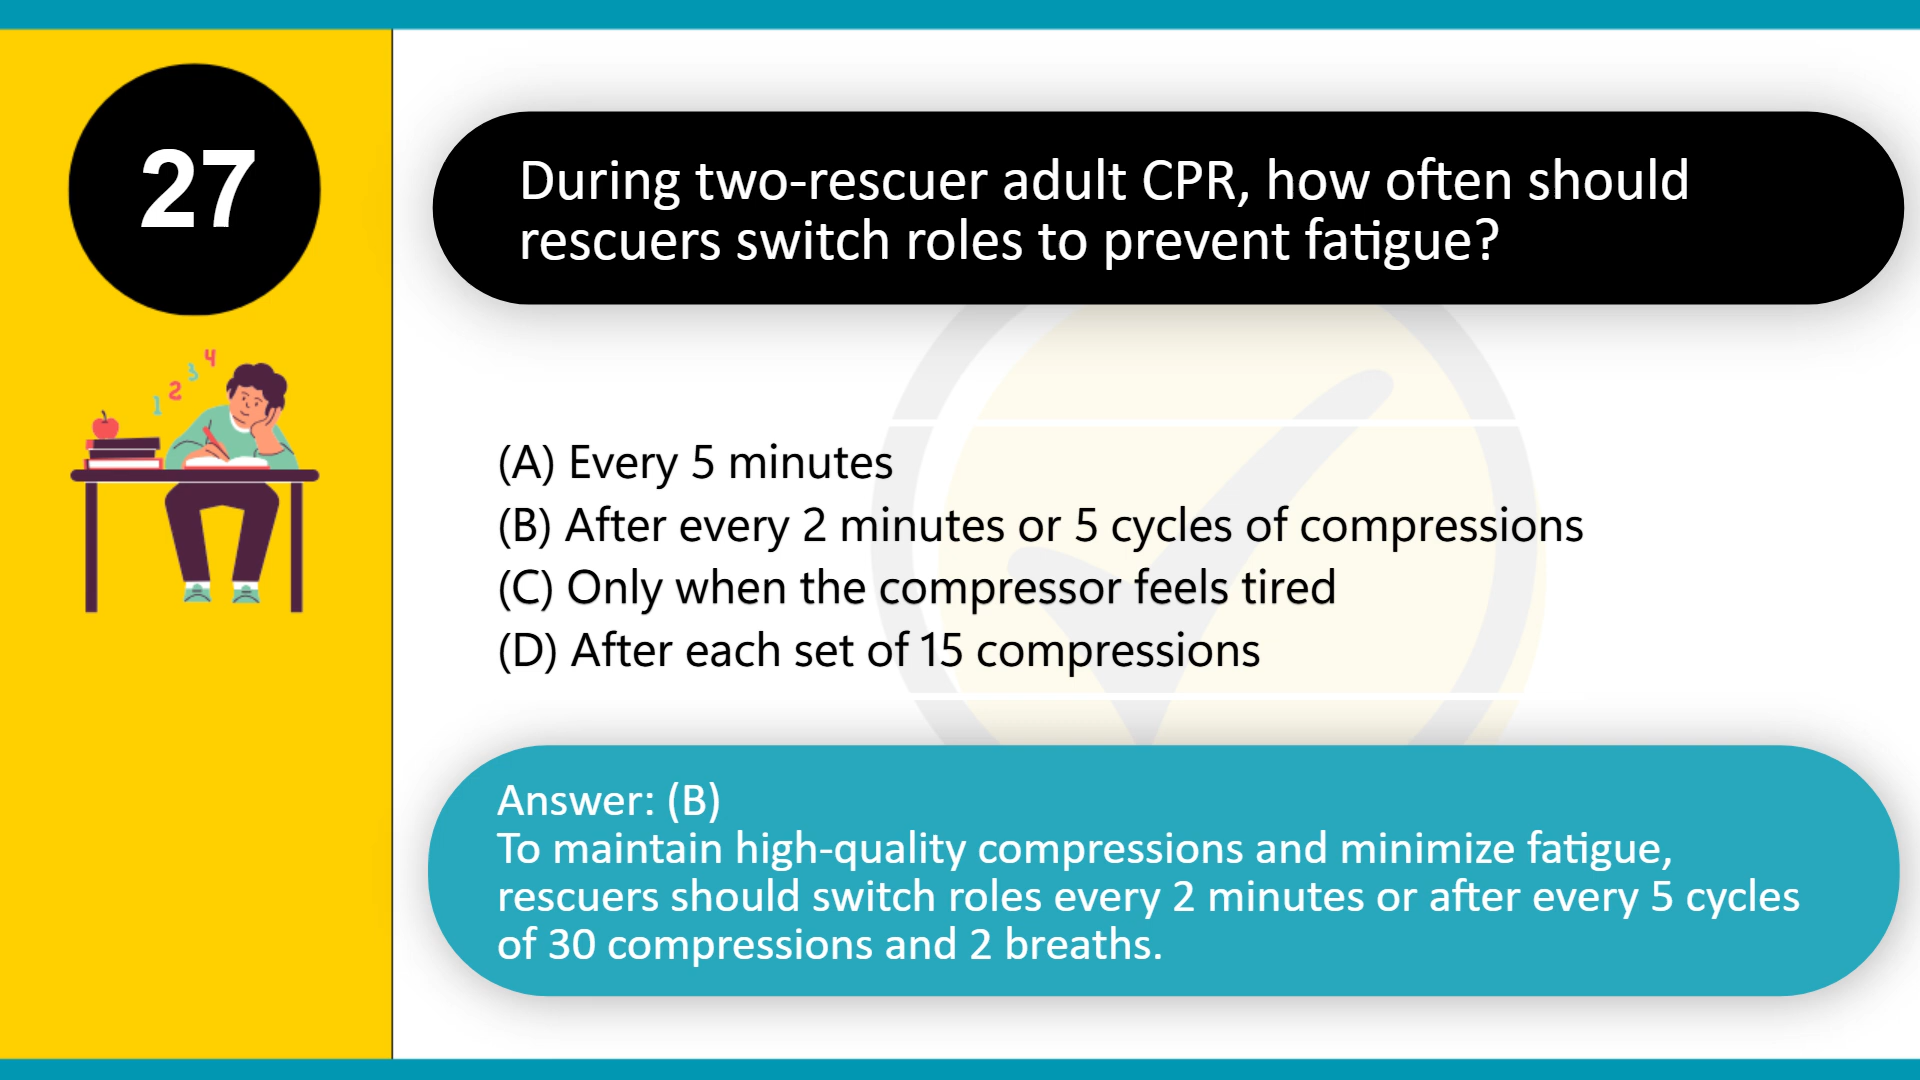 27
1 2 3 4
During two-rescuer adult CPR, how often should
rescuers switch roles to prevent fatigue?
(A) Every 5 minutes
(B) After every 2 minutes or 5 cycles of compressions
(C) Only when the compressor feels tired
(D) After each set of 15 compressions
Answer: (B)
To maintain high-quality compressions and minimize fatigue,
rescuers should switch roles every 2 minutes or after every 5 cycles
of 30 compressions and 2 breaths.